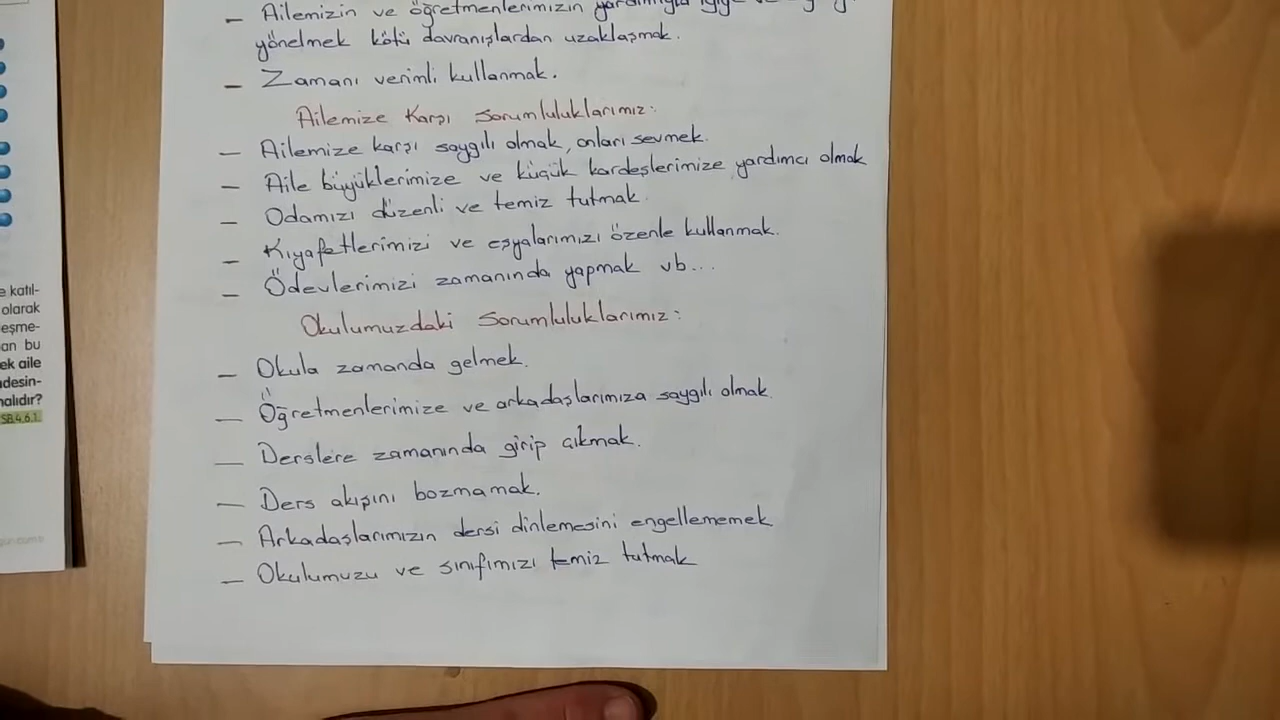 - Ailemizin ve öğretmenlerimizin
yönelmek kötü davranışlardan uzaklaşmak.
- Zamanı verimli kullanmak.
Ailemize Karşı Sorumluluklarımız:
- Ailemize karşı saygılı olmak, onları sevmek.
- Aile büyüklerimize ve küçük kardeşlerimize yardımcı olmak
- Odamızı düzenli ve temiz tutmak.
- Kıyafetlerimizi ve eşyalarımızı özenle kullanmak.
- Ödevlerimizi zamanında yapmak vb...
Okulumuzdaki Sorumluluklarımız:
- Okula zamanda gelmek.
- Öğretmenlerimize ve arkadaşlarımıza saygılı olmak.
- Derslere zamanında girip çıkmak.
- Ders akışını bozmamak.
- Arkadaşlarımızın dersi dinlemesini engellememek
- Okulumuzu ve sınıfımızı temiz tutmak
e katıl-
olarak
eşme-
an bu
ek aile
desin-
nalıdır?
SB.4.6.1.